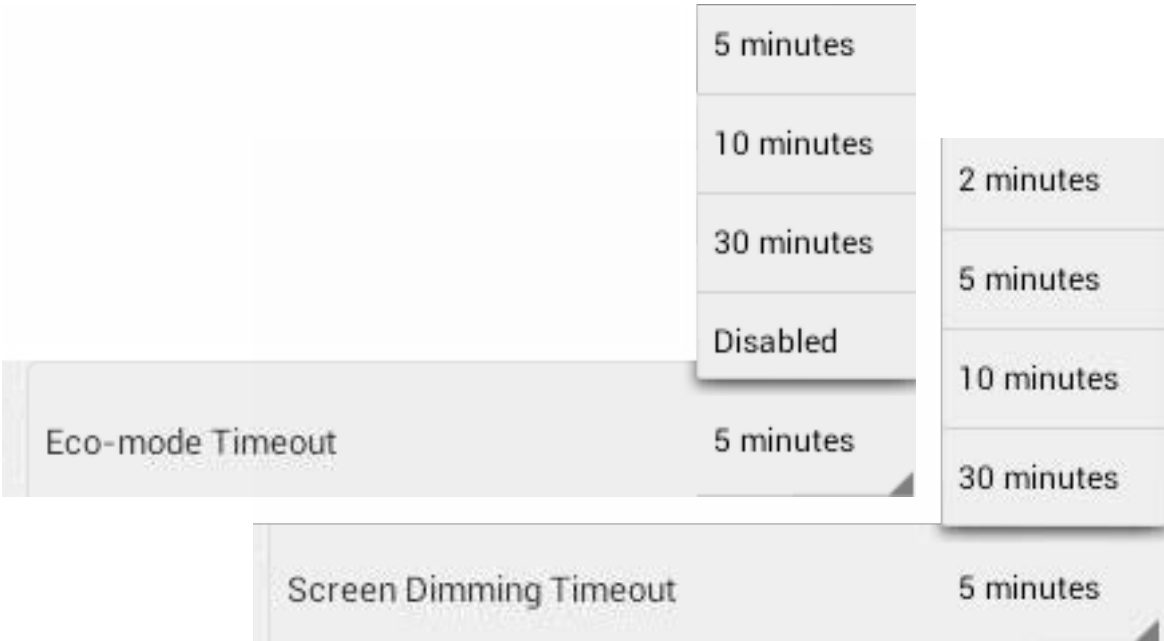 5 minutes
10 minutes
30 minutes
Disabled
Eco-mode Timeout 5 minutes
2 minutes
5 minutes
10 minutes
30 minutes
Screen Dimming Timeout 5 minutes